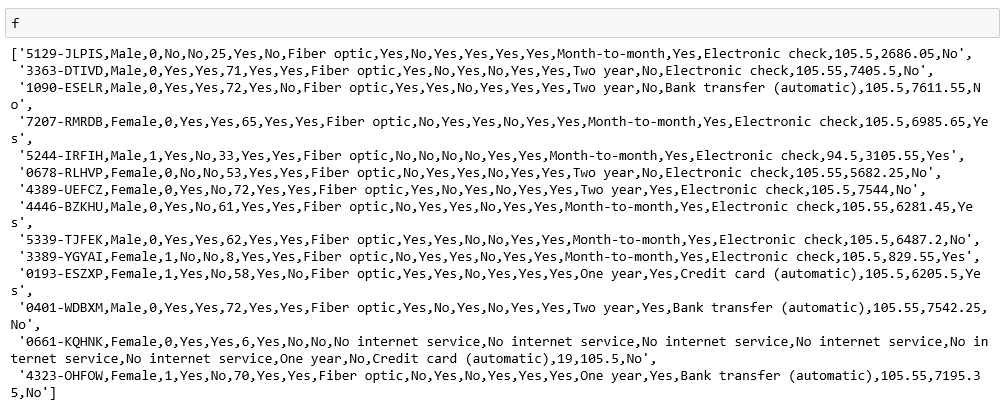 f
['5129-JLPIS,Male,0,No,No,25,Yes,No,Fiber optic,Yes,No,Yes,Yes,Yes,Yes,Month-to-month,Yes,Electronic check,105.5,2686.05,No',
'3363-DTIVD,Male,0,Yes,Yes,71,Yes,Yes,Fiber optic,Yes,No,Yes,No,Yes,Yes,Two year,No,Electronic check,105.55,7405.5,No',
'1090-ESELR,Male,0,Yes,Yes,72,Yes,No,Fiber optic,Yes,Yes,No,Yes,Yes,Yes,Two year,No,Bank transfer (automatic),105.5,7611.55,N
o',
'7207-RMRDB,Female,0,Yes,Yes,65,Yes,Yes,Fiber optic,No,Yes,Yes,No,Yes,Yes,Month-to-month,Yes,Electronic check,105.5,6985.65,Ye
s',
'5244-IRFIH,Male,1,Yes,No,33,Yes,Yes,Fiber optic,No,No,No,No,Yes,Yes,Month-to-month,Yes,Electronic check,94.5,3105.55,Yes',
'0678-RLHVP,Female,0,No,No,53,Yes,Yes,Fiber optic,No,Yes,Yes,No,Yes,Yes,Two year,No,Electronic check,105.55,5682.25,No',
'4389-UEFCZ,Female,0,Yes,No,72,Yes,Yes,Fiber optic,Yes,No,Yes,No,Yes,Yes,Two year,Yes,Electronic check,105.5,7544,No',
'4446-BZKHU,Male,0,Yes,No,61,Yes,Yes,Fiber optic,No,Yes,Yes,No,Yes,Yes,Month-to-month,Yes,Electronic check,105.55,6281.45,Ye
s',
'5339-TJFEK,Male,0,Yes,Yes,62,Yes,Yes,Fiber optic,Yes,Yes,No,No,Yes,Yes,Month-to-month,Yes,Electronic check,105.5,6487.2,No',
'3389-YGYAI,Female,1,No,No,8,Yes,Yes,Fiber optic,No,Yes,Yes,No,Yes,Yes,Month-to-month,Yes,Electronic check,105.5,829.55,Yes',
'0193-ESZXP,Female,1,Yes,No,58,Yes,No,Fiber optic,No,Yes,Yes,Yes,Yes,Yes,One year,Yes,Credit card (automatic),105.5,6205.5,Ye
s',
'0401-WDBXM,Male,0,Yes,Yes,72,Yes,Yes,Fiber optic,Yes,No,Yes,No,Yes,Yes,Two year,Yes,Bank transfer (automatic),105.55,7542.25,
No',
'0661-KQHNK,Female,0,Yes,Yes,6,Yes,No,No,No internet service,No internet service,No internet service,No internet service,No in
ternet service,No internet service,One year,No,Credit card (automatic),19,105.5,No',
'4323-OHFOW,Female,1,Yes,No,70,Yes,Yes,Fiber optic,No,Yes,No,Yes,Yes,Yes,One year,Yes,Bank transfer (automatic),105.55,7195.3
5,No']